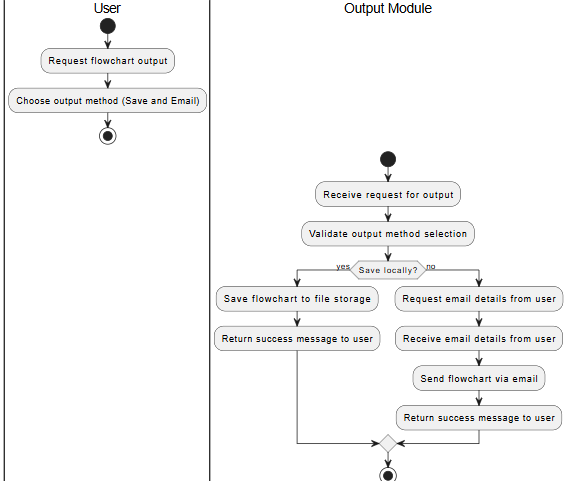 User
Output Module
Request flowchart output
Choose output method (Save and Email)
Receive request for output
Validate output method selection
yes
Save locally?
no
Save flowchart to file storage
Request email details from user
Return success message to user
Receive email details from user
Send flowchart via email
Return success message to user